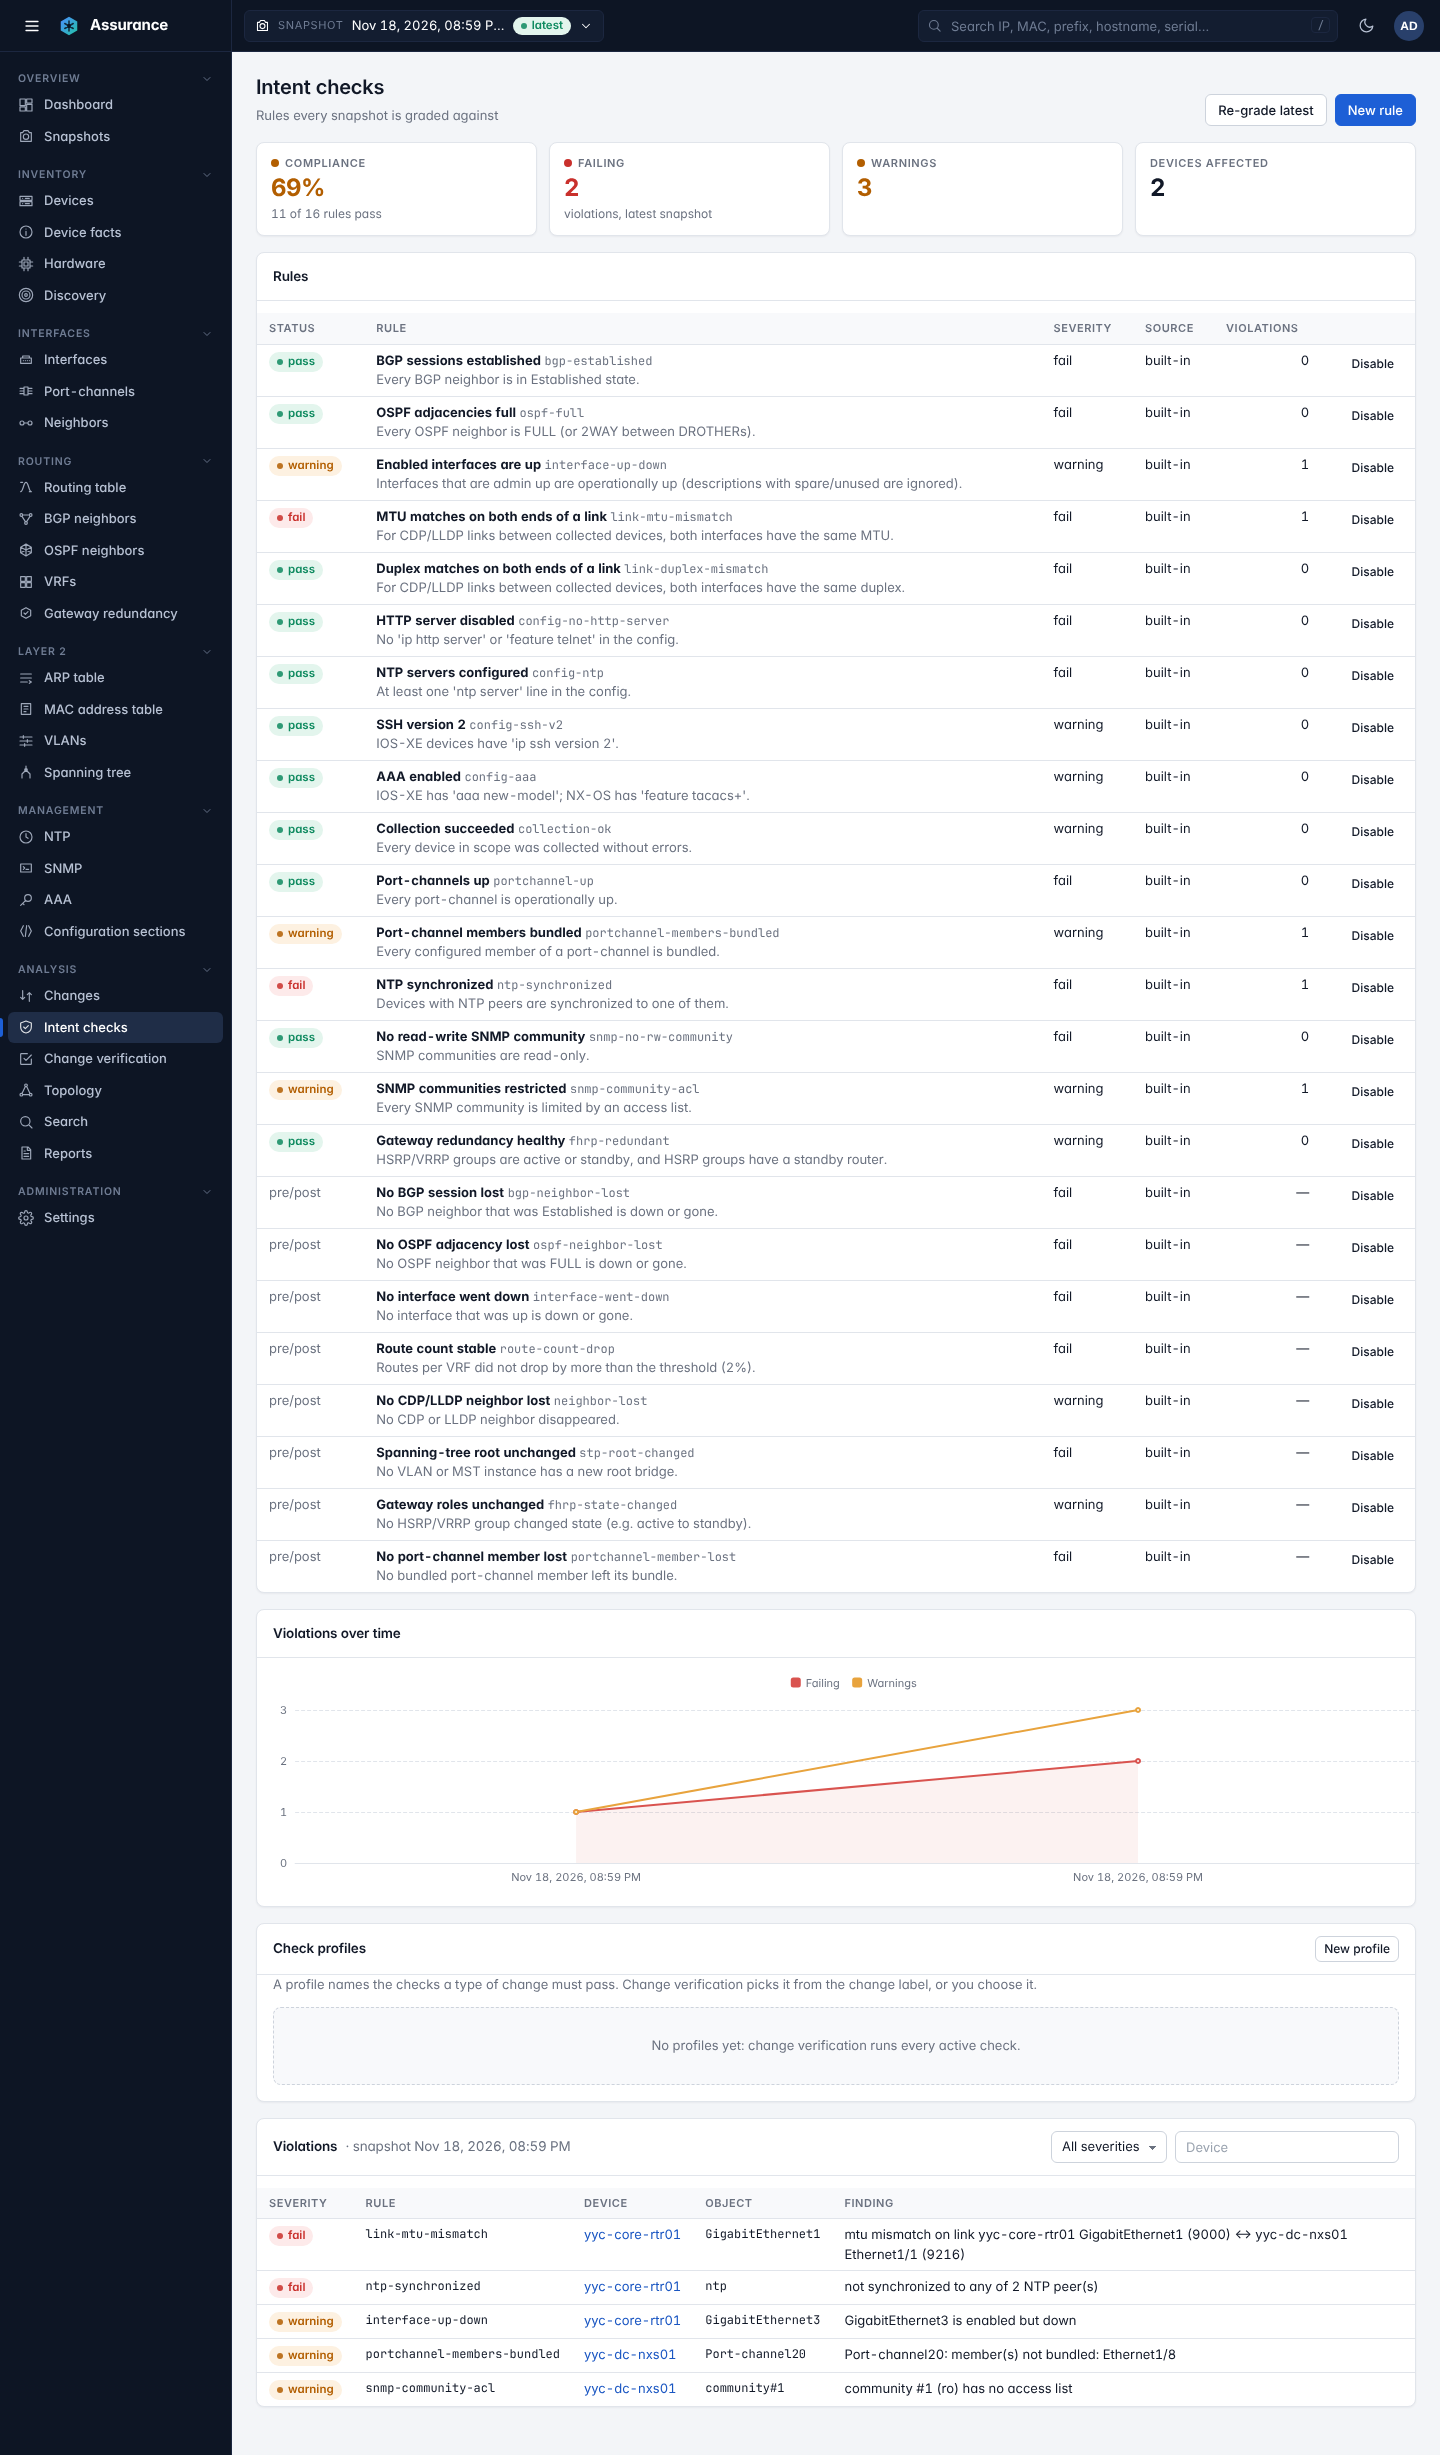 Assurance
SNAPSHOT Nov 18, 2026, 08:59 P... latest
Search IP, MAC, prefix, hostname, serial... /
AD
OVERVIEW
Dashboard
Snapshots
INVENTORY
Devices
Device facts
Hardware
Discovery
INTERFACES
Interfaces
Port-channels
Neighbors
ROUTING
Routing table
BGP neighbors
OSPF neighbors
VRFs
Gateway redundancy
LAYER 2
ARP table
MAC address table
VLANs
Spanning tree
MANAGEMENT
NTP
SNMP
AAA
Configuration sections
ANALYSIS
Changes
Intent checks
Change verification
Topology
Search
Reports
ADMINISTRATION
Settings
Intent checks
Rules every snapshot is graded against
Re-grade latest New rule
COMPLIANCE
69%
11 of 16 rules pass
FAILING
2
violations, latest snapshot
WARNINGS
3
DEVICES AFFECTED
2
Rules
STATUS RULE SEVERITY SOURCE VIOLATIONS
pass BGP sessions established bgp-established fail built-in 0 Disable
Every BGP neighbor is in Established state.
pass OSPF adjacencies full ospf-full fail built-in 0 Disable
Every OSPF neighbor is FULL (or 2WAY between DROTHERs).
warning Enabled interfaces are up interface-up-down warning built-in 1 Disable
Interfaces that are admin up are operationally up (descriptions with spare/unused are ignored).
fail MTU matches on both ends of a link link-mtu-mismatch fail built-in 1 Disable
For CDP/LLDP links between collected devices, both interfaces have the same MTU.
pass Duplex matches on both ends of a link link-duplex-mismatch fail built-in 0 Disable
For CDP/LLDP links between collected devices, both interfaces have the same duplex.
pass HTTP server disabled config-no-http-server fail built-in 0 Disable
No 'ip http server' or 'feature telnet' in the config.
pass NTP servers configured config-ntp fail built-in 0 Disable
At least one 'ntp server' line in the config.
pass SSH version 2 config-ssh-v2 warning built-in 0 Disable
IOS-XE devices have 'ip ssh version 2'.
pass AAA enabled config-aaa warning built-in 0 Disable
IOS-XE has 'aaa new-model'; NX-OS has 'feature tacacs+'.
pass Collection succeeded collection-ok warning built-in 0 Disable
Every device in scope was collected without errors.
pass Port-channels up portchannel-up fail built-in 0 Disable
Every port-channel is operationally up.
warning Port-channel members bundled portchannel-members-bundled warning built-in 1 Disable
Every configured member of a port-channel is bundled.
fail NTP synchronized ntp-synchronized fail built-in 1 Disable
Devices with NTP peers are synchronized to one of them.
pass No read-write SNMP community snmp-no-rw-community fail built-in 0 Disable
SNMP communities are read-only.
warning SNMP communities restricted snmp-community-acl warning built-in 1 Disable
Every SNMP community is limited by an access list.
pass Gateway redundancy healthy fhrp-redundant warning built-in 0 Disable
HSRP/VRRP groups are active or standby, and HSRP groups have a standby router.
pre/post No BGP session lost bgp-neighbor-lost fail built-in — Disable
No BGP neighbor that was Established is down or gone.
pre/post No OSPF adjacency lost ospf-neighbor-lost fail built-in — Disable
No OSPF neighbor that was FULL is down or gone.
pre/post No interface went down interface-went-down fail built-in — Disable
No interface that was up is down or gone.
pre/post Route count stable route-count-drop fail built-in — Disable
Routes per VRF did not drop by more than the threshold (2%).
pre/post No CDP/LLDP neighbor lost neighbor-lost warning built-in — Disable
No CDP or LLDP neighbor disappeared.
pre/post Spanning-tree root unchanged stp-root-changed fail built-in — Disable
No VLAN or MST instance has a new root bridge.
pre/post Gateway roles unchanged fhrp-state-changed warning built-in — Disable
No HSRP/VRRP group changed state (e.g. active to standby).
pre/post No port-channel member lost portchannel-member-lost fail built-in — Disable
No bundled port-channel member left its bundle.
Violations over time
Failing Warnings
3
2
1
0
Nov 18, 2026, 08:59 PM Nov 18, 2026, 08:59 PM
Check profiles New profile
A profile names the checks a type of change must pass. Change verification picks it from the change label, or you choose it.
No profiles yet: change verification runs every active check.
Violations · snapshot Nov 18, 2026, 08:59 PM All severities Device
SEVERITY RULE DEVICE OBJECT FINDING
fail link-mtu-mismatch yyc-core-rtr01 GigabitEthernet1 mtu mismatch on link yyc-core-rtr01 GigabitEthernet1 (9000) ↔ yyc-dc-nxs01
Ethernet1/1 (9216)
fail ntp-synchronized yyc-core-rtr01 ntp not synchronized to any of 2 NTP peer(s)
warning interface-up-down yyc-core-rtr01 GigabitEthernet3 GigabitEthernet3 is enabled but down
warning portchannel-members-bundled yyc-dc-nxs01 Port-channel20 Port-channel20: member(s) not bundled: Ethernet1/8
warning snmp-community-acl yyc-dc-nxs01 community#1 community #1 (ro) has no access list